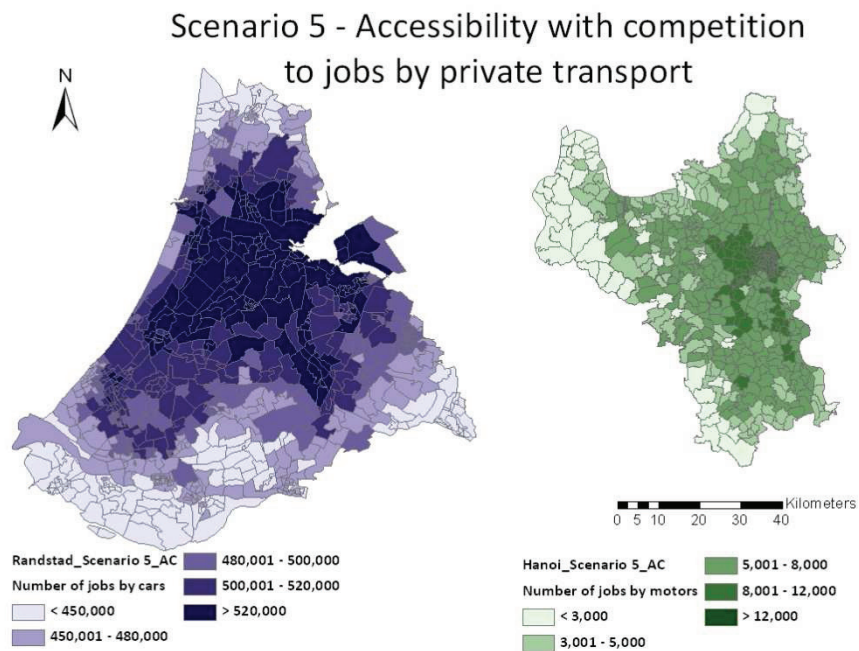 Scenario 5 - Accessibility with competition
to jobs by private transport
N
Kilometers
0 5 10 20 30 40
Randstad_Scenario 5_AC
Number of jobs by cars
< 450,000
450,001 - 480,000
480,001 - 500,000
500,001 - 520,000
> 520,000
Hanoi_Scenario 5_AC
Number of jobs by motors
< 3,000
3,001 - 5,000
5,001 - 8,000
8,001 - 12,000
> 12,000